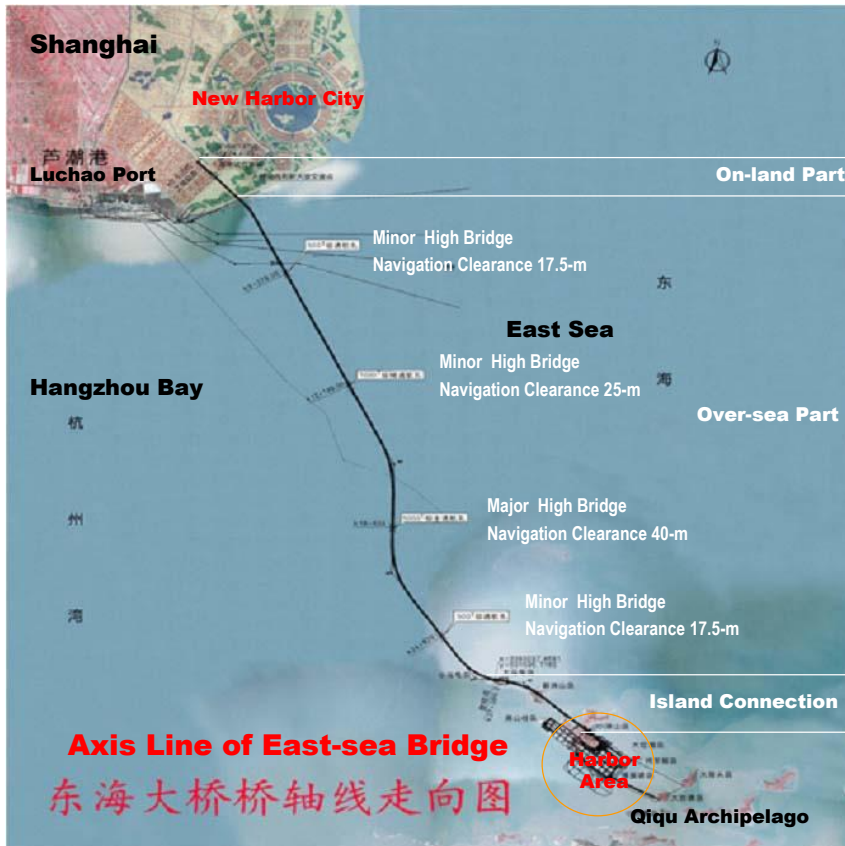 Shanghai
N
New Harbor City
芦潮港
Luchao Port
On-land Part
Minor High Bridge
Navigation Clearance 17.5-m
东
海
East Sea
Minor High Bridge
Navigation Clearance 25-m
Hangzhou Bay
杭
州
湾
Over-sea Part
Major High Bridge
Navigation Clearance 40-m
Minor High Bridge
Navigation Clearance 17.5-m
Island Connection
Axis Line of East-sea Bridge
东海大桥桥轴线走向图
Harbor
Area
Qiqu Archipelago